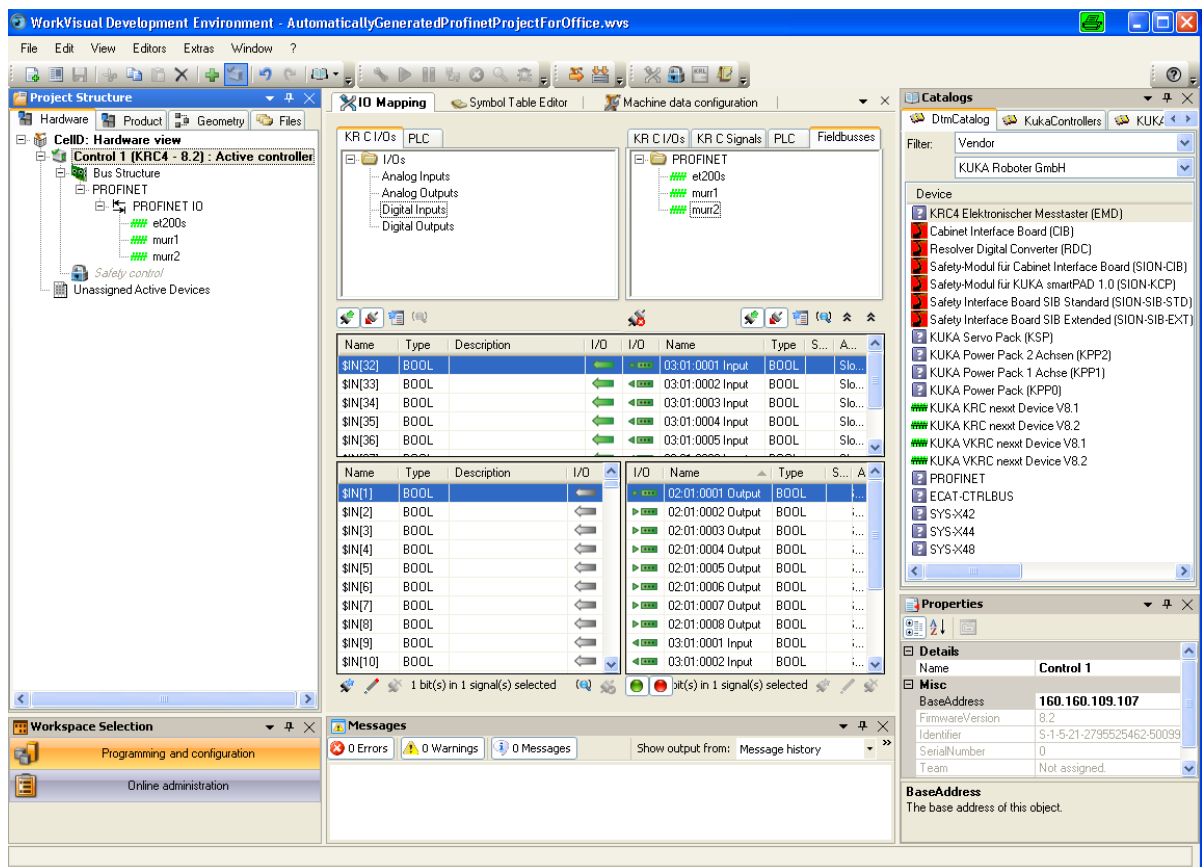 WorkVisual Development Environment - AutomaticallyGeneratedProfinetProjectForOffice.wvs
File Edit View Editors Extras Window ?
Project Structure
Hardware Product Geometry Files
CellD: Hardware view
Control 1 (KRC4 - 8.2) : Active controller
Bus Structure
PROFINET
PROFINET IO
et200s
murr1
murr2
Safety control
Unassigned Active Devices
Workspace Selection
Programming and configuration
Online administration
IO Mapping Symbol Table Editor Machine data configuration
KR C I/Os PLC
I/Os
Analog Inputs
Analog Outputs
Digital Inputs
Digital Outputs
KR C I/Os KR C Signals PLC Fieldbusses
PROFINET
et200s
murr1
murr2
Name Type Description I/O I/O Name Type S... A...
$IN[32] BOOL 03:01:0001 Input BOOL Slo...
$IN[33] BOOL 03:01:0002 Input BOOL Slo...
$IN[34] BOOL 03:01:0003 Input BOOL Slo...
$IN[35] BOOL 03:01:0004 Input BOOL Slo...
$IN[36] BOOL 03:01:0005 Input BOOL Slo...
Name Type Description I/O I/O Name Type S... A
$IN[1] BOOL 02:01:0001 Output BOOL
$IN[2] BOOL 02:01:0002 Output BOOL
$IN[3] BOOL 02:01:0003 Output BOOL
$IN[4] BOOL 02:01:0004 Output BOOL
$IN[5] BOOL 02:01:0005 Output BOOL
$IN[6] BOOL 02:01:0006 Output BOOL
$IN[7] BOOL 02:01:0007 Output BOOL
$IN[8] BOOL 02:01:0008 Output BOOL
$IN[9] BOOL 03:01:0001 Input BOOL
$IN[10] BOOL 03:01:0002 Input BOOL
1 bit(s) in 1 signal(s) selected bit(s) in 1 signal(s) selected
Messages
0 Errors 0 Warnings 0 Messages Show output from: Message history
Catalogs
DtmCatalog KukaControllers KUKA
Filter: Vendor
KUKA Roboter GmbH
Device
KRC4 Elektronischer Messtaster (EMD)
Cabinet Interface Board (CIB)
Resolver Digital Converter (RDC)
Safety-Modul für Cabinet Interface Board (SION-CIB)
Safety-Modul für KUKA smartPAD 1.0 (SION-KCP)
Safety Interface Board SIB Standard (SION-SIB-STD)
Safety Interface Board SIB Extended (SION-SIB-EXT)
KUKA Servo Pack (KSP)
KUKA Power Pack 2 Achsen (KPP2)
KUKA Power Pack 1 Achse (KPP1)
KUKA Power Pack (KPP0)
KUKA KRC nexxt Device V8.1
KUKA KRC nexxt Device V8.2
KUKA VKRC nexxt Device V8.1
KUKA VKRC nexxt Device V8.2
PROFINET
ECAT-CTRLBUS
SYS-X42
SYS-X44
SYS-X48
Properties
Details
Name Control 1
Misc
BaseAddress 160.160.109.107
FirmwareVersion 8.2
Identifier S-1-5-21-2795525462-50099
SerialNumber 0
Team Not assigned.
BaseAddress
The base address of this object.